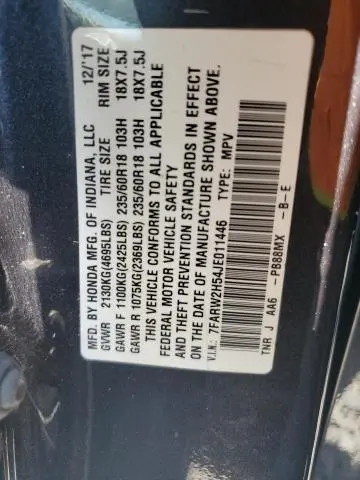 MFD. BY HONDA MFG. OF INDIANA, LLC 12/'17
GVWR 2130KG(4695LBS) TIRE SIZE RIM SIZE
GAWR F 1100KG(2425LBS) 235/60R18 103H 18X7.5J
GAWR R 1075KG(2369LBS) 235/60R18 103H 18X7.5J
THIS VEHICLE CONFORMS TO ALL APPLICABLE
FEDERAL MOTOR VEHICLE SAFETY
AND THEFT PREVENTION STANDARDS IN EFFECT
ON THE DATE OF MANUFACTURE SHOWN ABOVE.
V.I.N.: 7FARW2H54JE011446 TYPE: MPV
TNR J AA6 -PB88MX -B-E